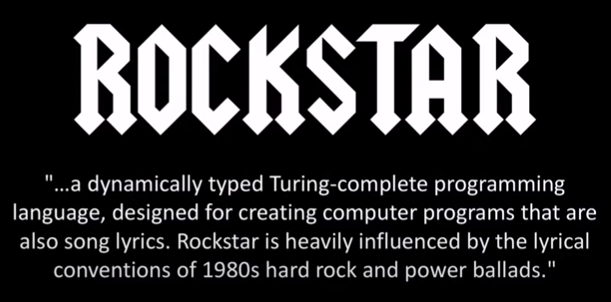 ROCKSTAR
"...a dynamically typed Turing-complete programming
language, designed for creating computer programs that are
also song lyrics. Rockstar is heavily influenced by the lyrical
conventions of 1980s hard rock and power ballads."